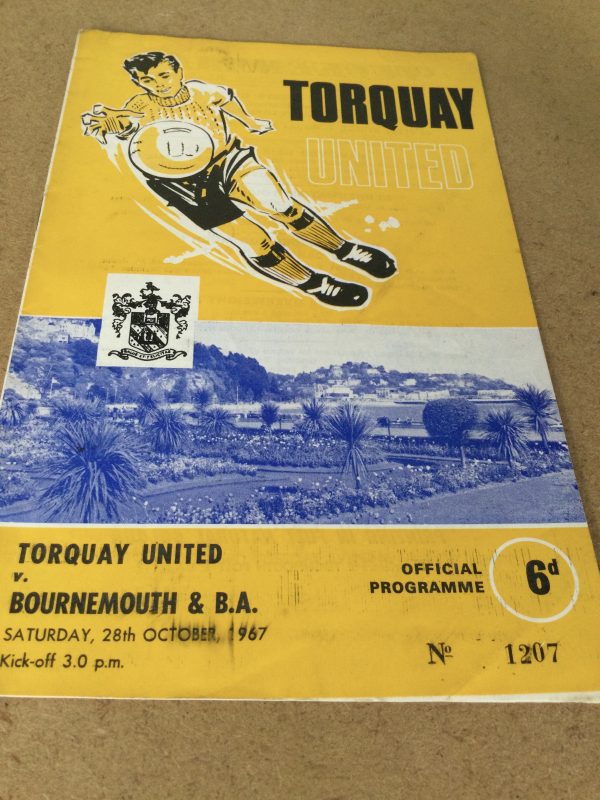 TORQUAY
UNITED
TORQUAY UNITED
v.
BOURNEMOUTH & B.A.
SATURDAY, 28th OCTOBER, 1967
Kick-off 3.0 p.m.
OFFICIAL
PROGRAMME
6d
No 1207